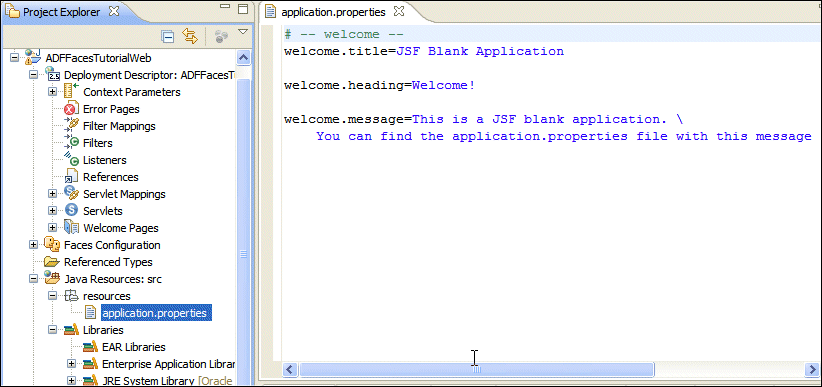 Project Explorer
application.properties
ADFFacesTutorialWeb
Deployment Descriptor: ADFFacesT
Context Parameters
Error Pages
Filter Mappings
Filters
Listeners
References
Servlet Mappings
Servlets
Welcome Pages
Faces Configuration
Referenced Types
Java Resources: src
resources
application.properties
Libraries
EAR Libraries
Enterprise Application Librar
JRE System Library [Oracle
# -- welcome --
welcome.title=JSF Blank Application
welcome.heading=Welcome!
welcome.message=This is a JSF blank application. \
You can find the application.properties file with this message